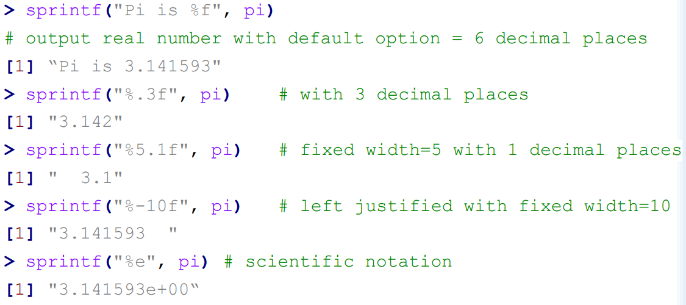 > sprintf("Pi is %f", pi)
# output real number with default option = 6 decimal places
[1] “Pi is 3.141593"
> sprintf("%.3f", pi)    # with 3 decimal places
[1] "3.142"
> sprintf("%5.1f", pi)   # fixed width=5 with 1 decimal places
[1] "  3.1"
> sprintf("%-10f", pi)   # left justified with fixed width=10
[1] "3.141593  "
> sprintf("%e", pi) # scientific notation
[1] "3.141593e+00“